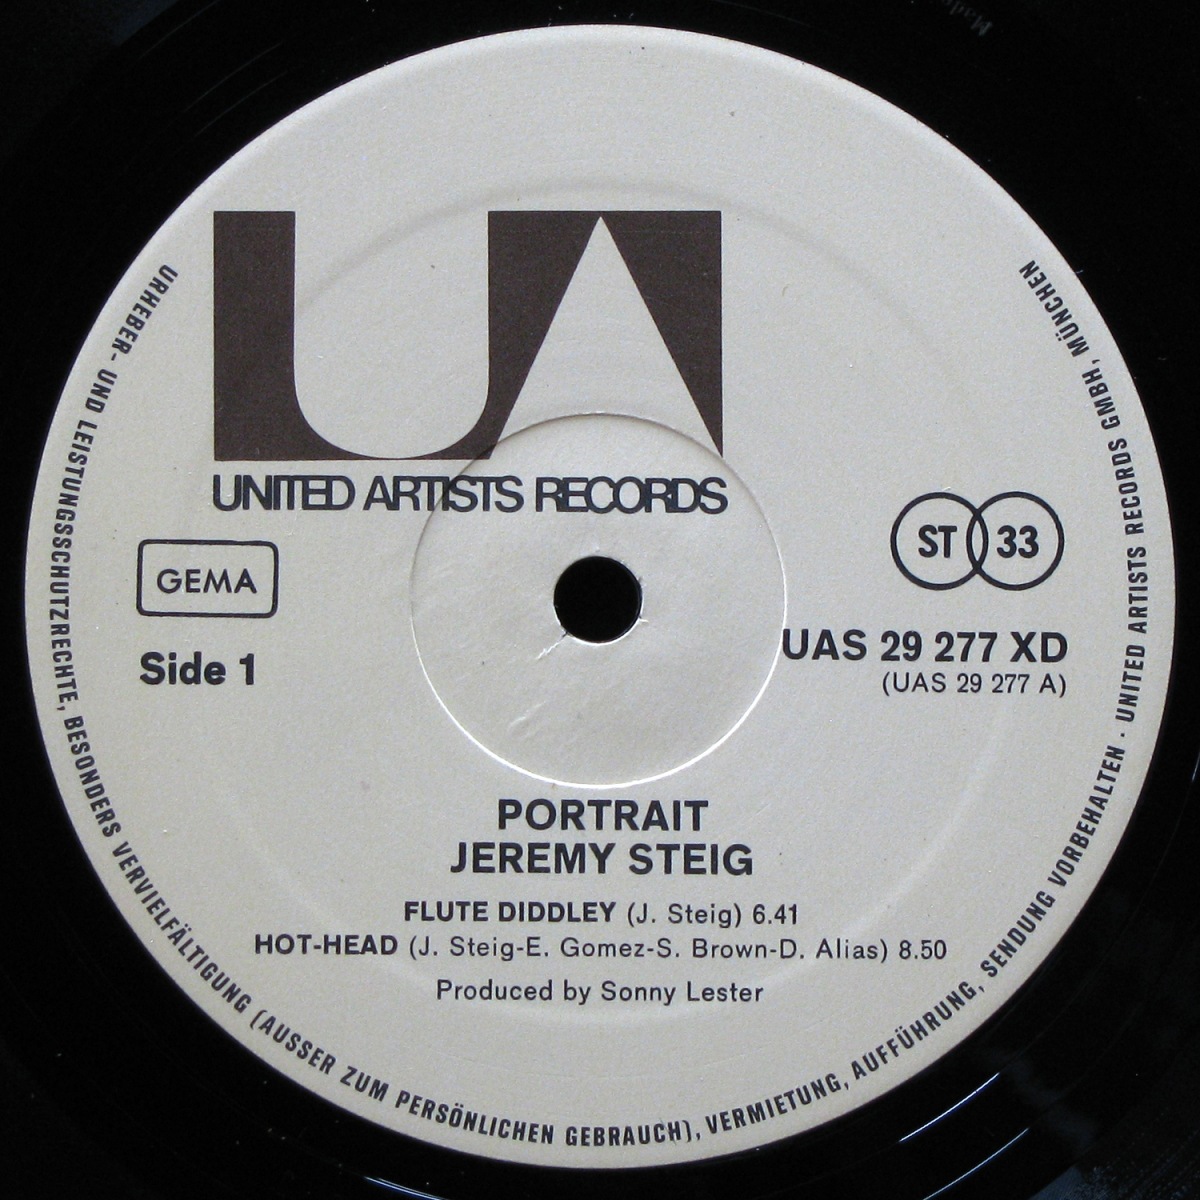 UA
UNITED ARTISTS RECORDS
GEMA
ST 33
Side 1
UAS 29 277 XD
(UAS 29 277 A)
PORTRAIT
JEREMY STEIG
FLUTE DIDDLEY (J. Steig) 6.41
HOT-HEAD (J. Steig-E. Gomez-S. Brown-D. Alias) 8.50
Produced by Sonny Lester
URHEBER- UND LEISTUNGSSCHUTZRECHTE, BESONDERS VERVIELFÄLTIGUNG (AUSSER ZUM PERSÖNLICHEN GEBRAUCH), VERMIETUNG, AUFFÜHRUNG, SENDUNG VORBEHALTEN · UNITED ARTISTS RECORDS GMBH, MÜNCHEN